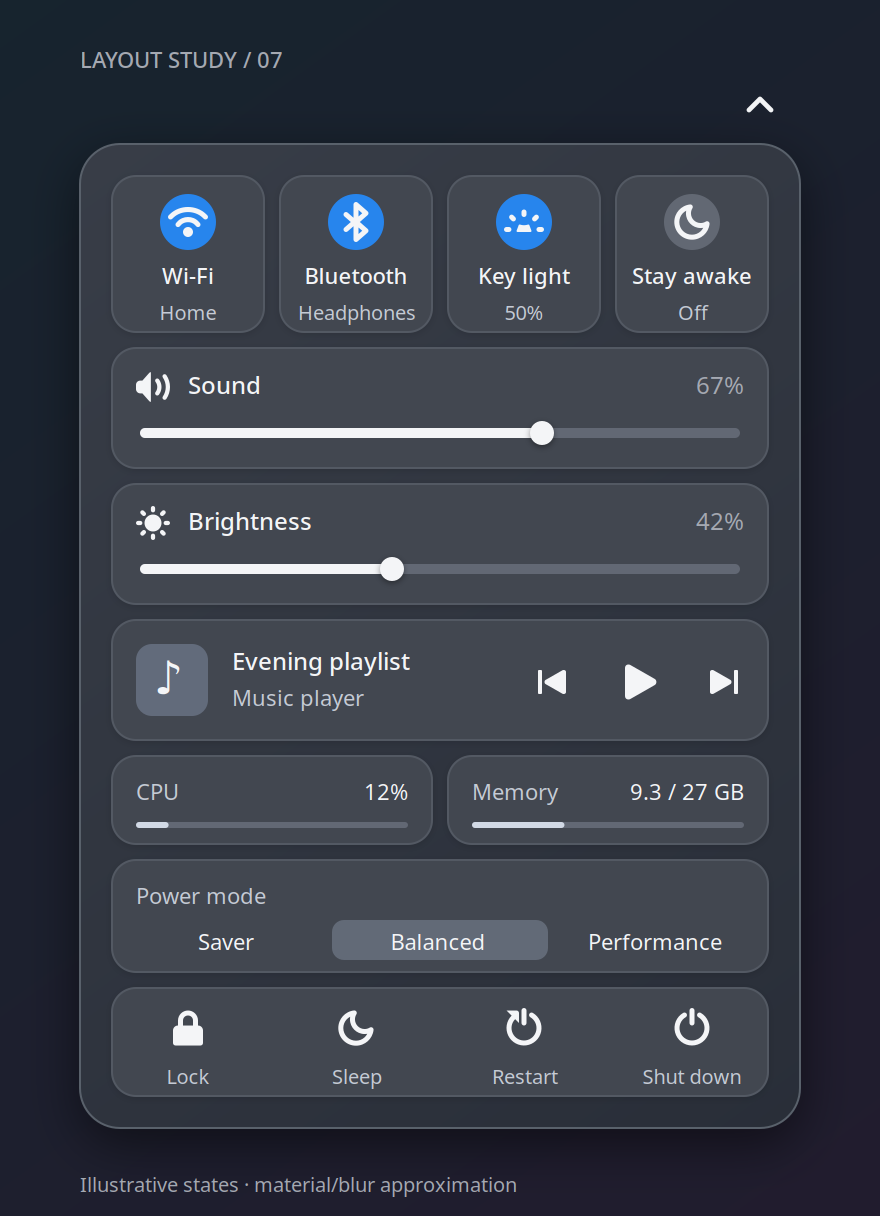 LAYOUT STUDY / 07
Wi-Fi
Home
Bluetooth
Headphones
Key light
50%
Stay awake
Off
Sound 67%
Brightness 42%
Evening playlist
Music player
CPU 12%
Memory 9.3 / 27 GB
Power mode
Saver Balanced Performance
Lock Sleep Restart Shut down
Illustrative states · material/blur approximation